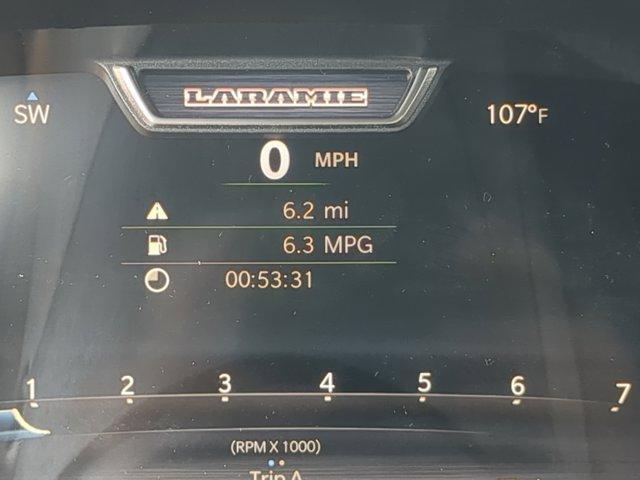 LARAMIE
SW
107°F
0 MPH
6.2 mi
6.3 MPG
00:53:31
1 2 3 4 5 6 7
(RPM X 1000)
Trip A